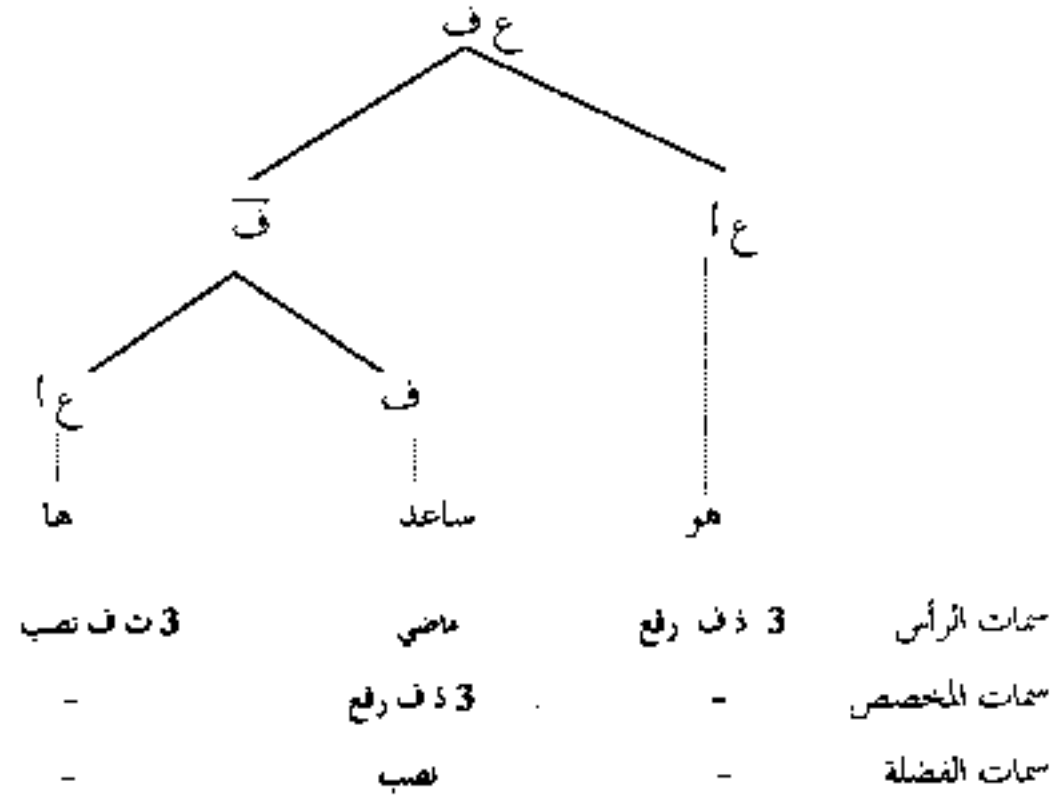 ع ف
ع ا ف̅
ف ع ا
هو ساعد ها
سمات الرأس 3 ذ ف رفع ماضي 3 ث ف نصب
سمات المخصص - 3 ذ ف رفع -
سمات الفضلة - نصب -